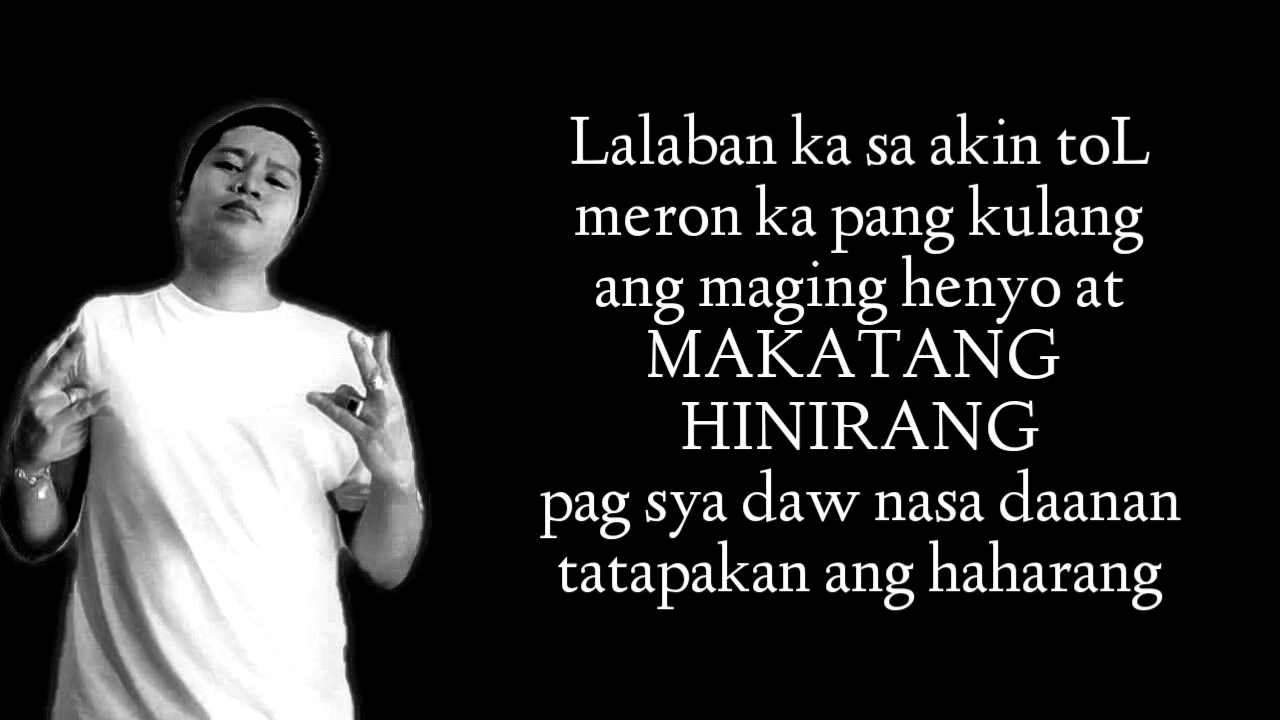 Lalaban ka sa akin toL
meron ka pang kulang
ang maging henyo at
MAKATANG
HINIRANG
pag sya daw nasa daanan
tatapakan ang haharang